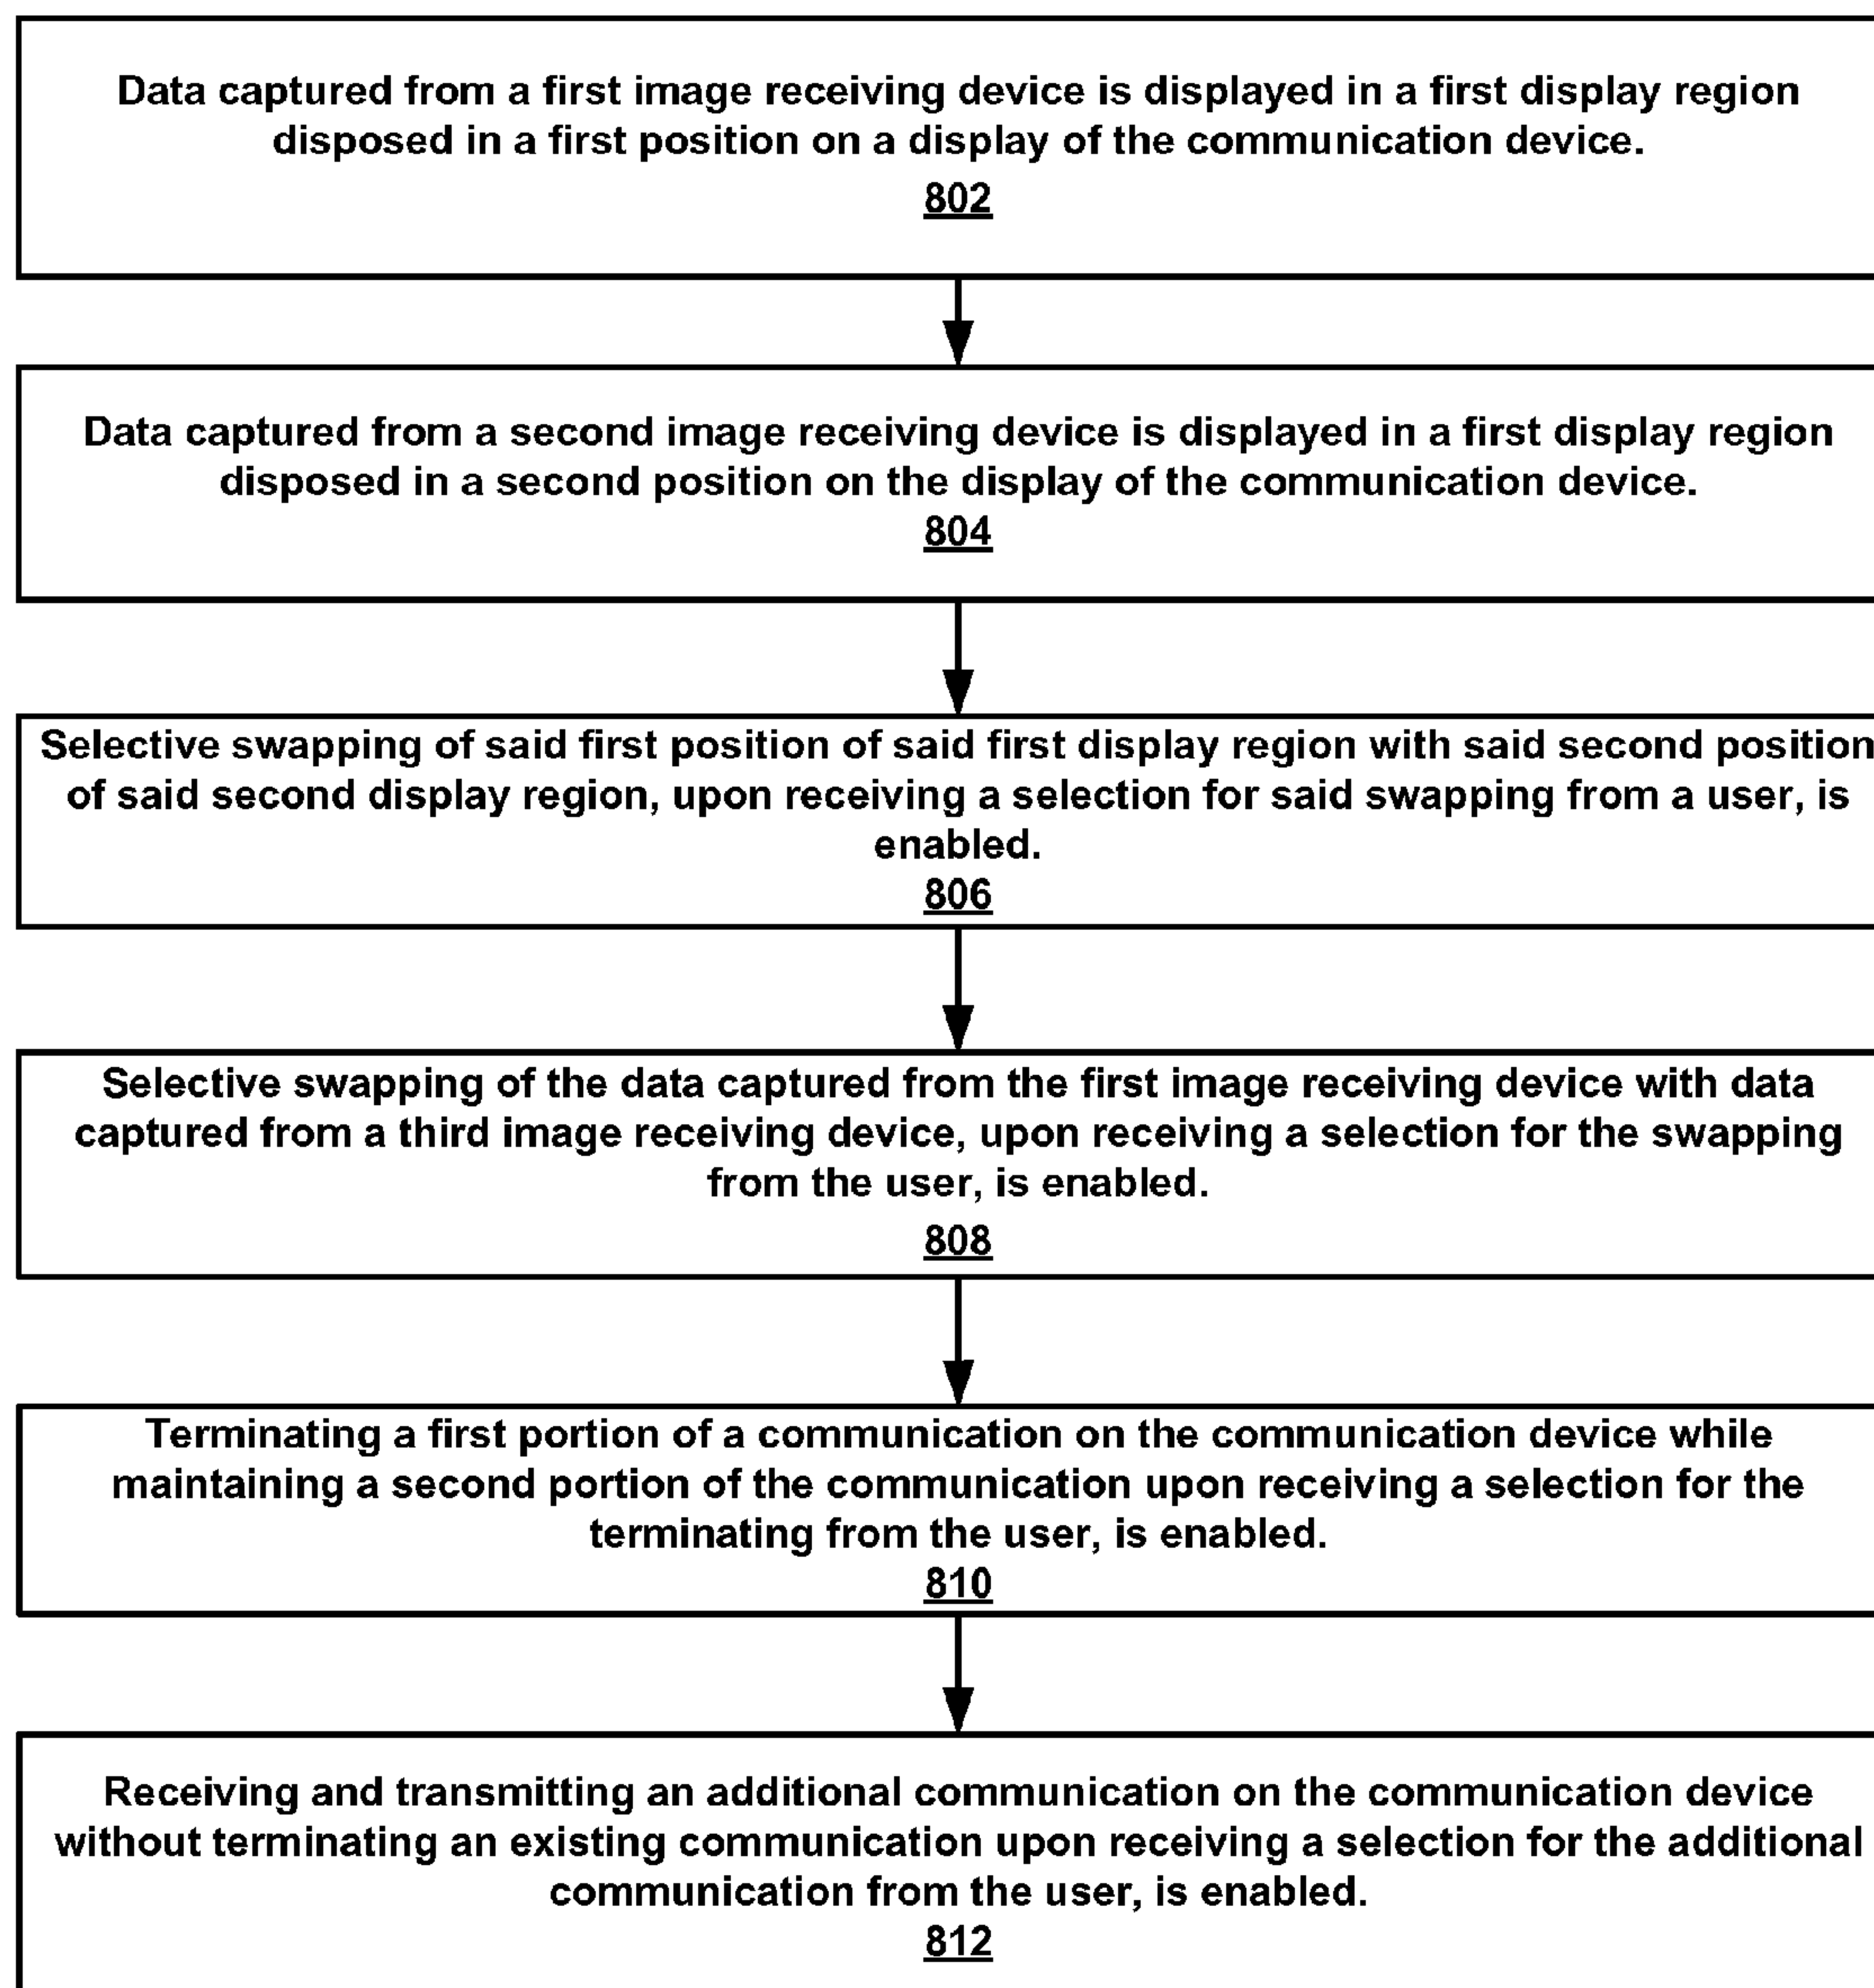 Data captured from a first image receiving device is displayed in a first display region
disposed in a first position on a display of the communication device.
802
Data captured from a second image receiving device is displayed in a first display region
disposed in a second position on the display of the communication device.
804
Selective swapping of said first position of said first display region with said second position
of said second display region, upon receiving a selection for said swapping from a user, is
enabled.
806
Selective swapping of the data captured from the first image receiving device with data
captured from a third image receiving device, upon receiving a selection for the swapping
from the user, is enabled.
808
Terminating a first portion of a communication on the communication device while
maintaining a second portion of the communication upon receiving a selection for the
terminating from the user, is enabled.
810
Receiving and transmitting an additional communication on the communication device
without terminating an existing communication upon receiving a selection for the additional
communication from the user, is enabled.
812